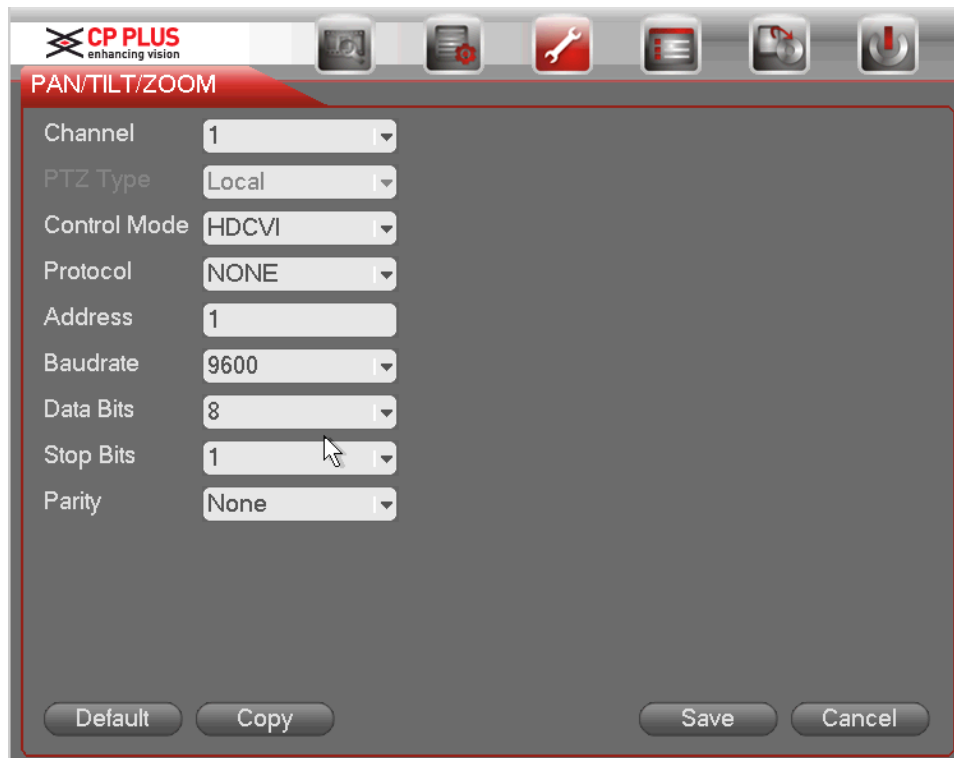 CP PLUS
enhancing vision
PAN/TILT/ZOOM
Channel 1
PTZ Type Local
Control Mode HDCVI
Protocol NONE
Address 1
Baudrate 9600
Data Bits 8
Stop Bits 1
Parity None
Default Copy Save Cancel